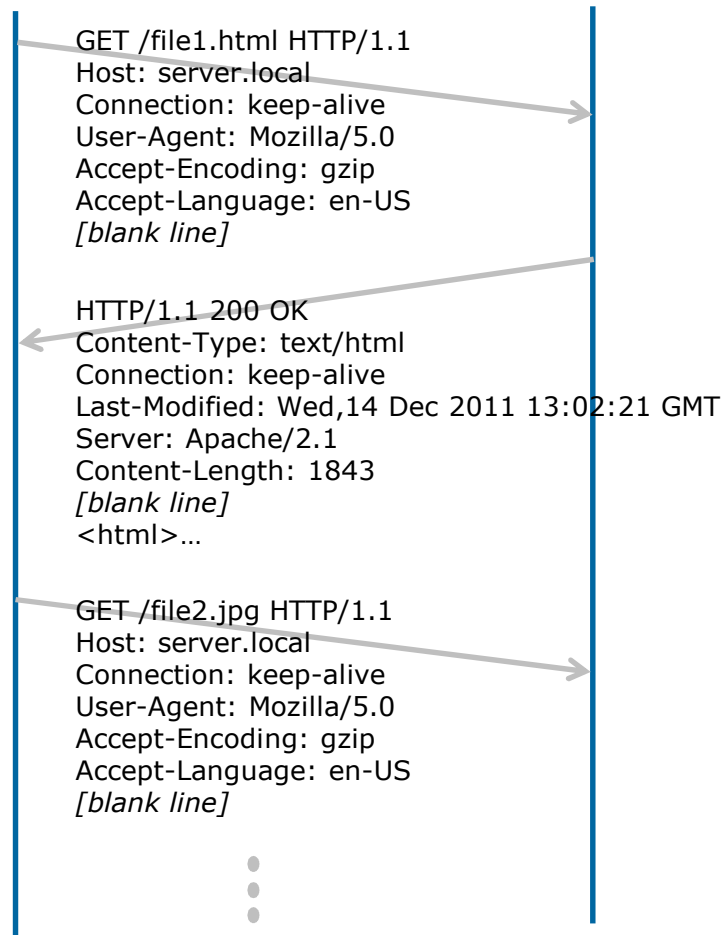 GET /file1.html HTTP/1.1
Host: server.local
Connection: keep-alive
User-Agent: Mozilla/5.0
Accept-Encoding: gzip
Accept-Language: en-US
[blank line]
HTTP/1.1 200 OK
Content-Type: text/html
Connection: keep-alive
Last-Modified: Wed,14 Dec 2011 13:02:21 GMT
Server: Apache/2.1
Content-Length: 1843
[blank line]
<html>…
GET /file2.jpg HTTP/1.1
Host: server.local
Connection: keep-alive
User-Agent: Mozilla/5.0
Accept-Encoding: gzip
Accept-Language: en-US
[blank line]